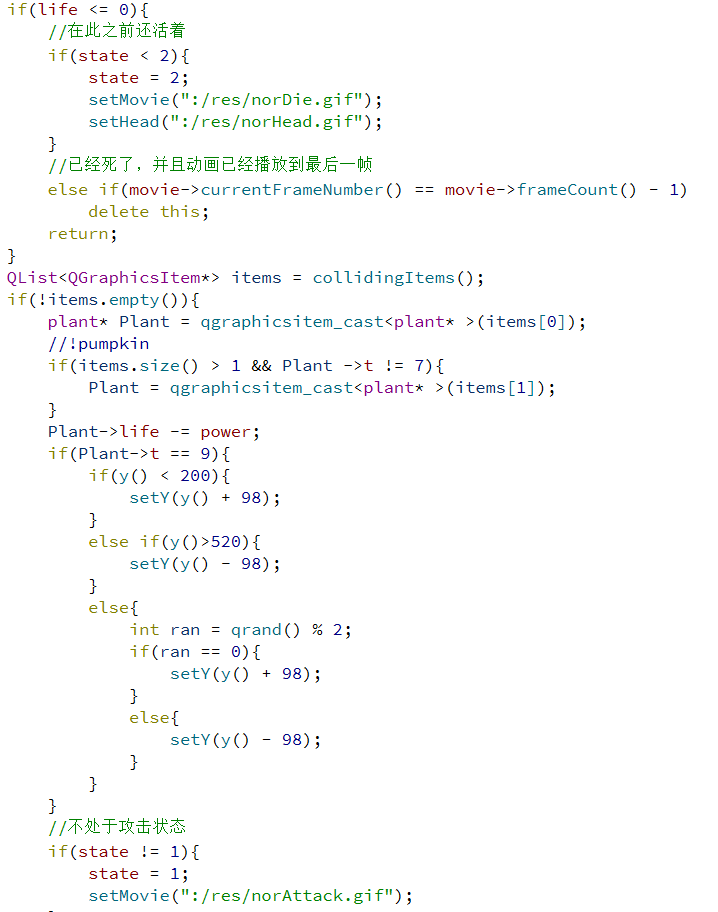 if(life <= 0){
    //在此之前还活着
    if(state < 2){
        state = 2;
        setMovie(":/res/norDie.gif");
        setHead(":/res/norHead.gif");
    }
    //已经死了，并且动画已经播放到最后一帧
    else if(movie->currentFrameNumber() == movie->frameCount() - 1)
        delete this;
    return;
}
QList<QGraphicsItem*> items = collidingItems();
if(!items.empty()){
    plant* Plant = qgraphicsitem_cast<plant* >(items[0]);
    //!pumpkin
    if(items.size() > 1 && Plant ->t != 7){
        Plant = qgraphicsitem_cast<plant* >(items[1]);
    }
    Plant->life -= power;
    if(Plant->t == 9){
        if(y() < 200){
            setY(y() + 98);
        }
        else if(y()>520){
            setY(y() - 98);
        }
        else{
            int ran = qrand() % 2;
            if(ran == 0){
                setY(y() + 98);
            }
            else{
                setY(y() - 98);
            }
        }
    }
    //不处于攻击状态
    if(state != 1){
        state = 1;
        setMovie(":/res/norAttack.gif");